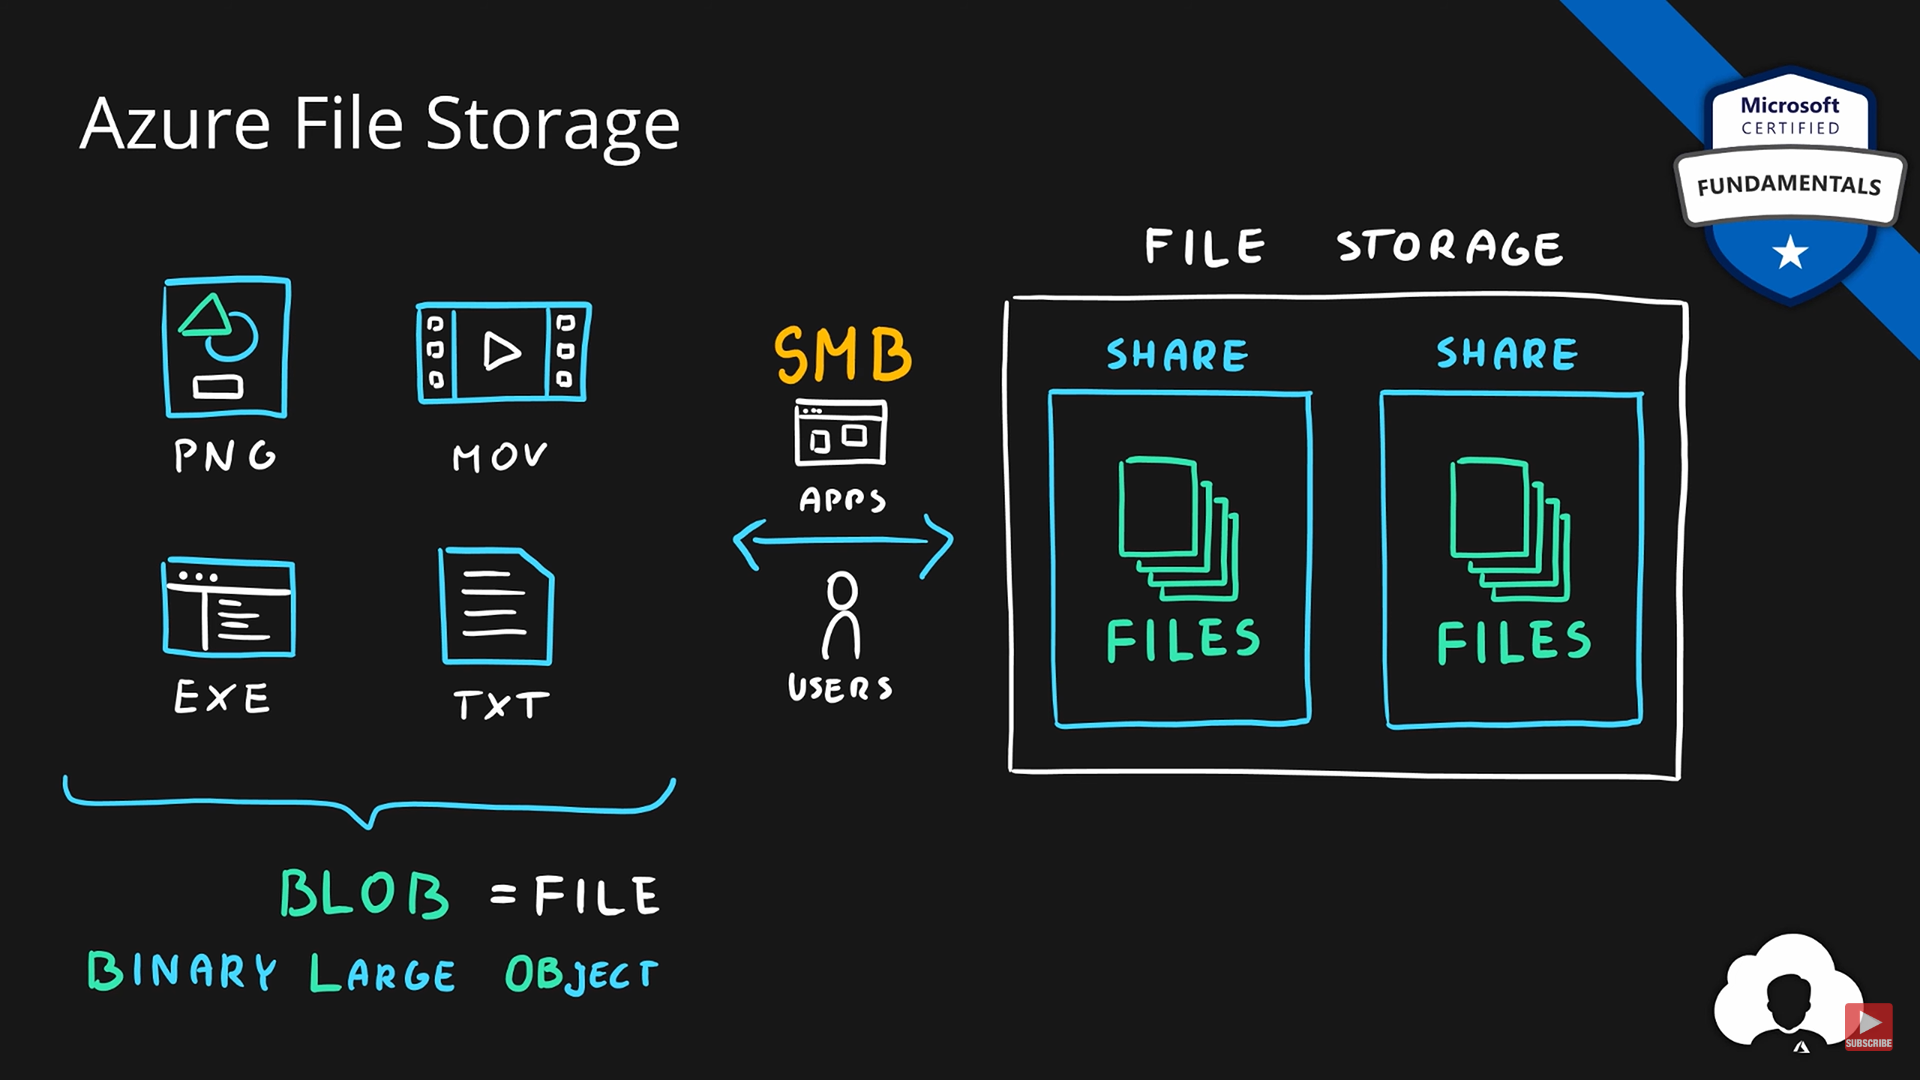 Azure File Storage
Microsoft
CERTIFIED
FUNDAMENTALS
PNG
MOV
EXE
TXT
BLOB = FILE
BINARY LARGE OBJECT
SMB
APPS
USERS
FILE STORAGE
SHARE
FILES
SHARE
FILES
SUBSCRIBE